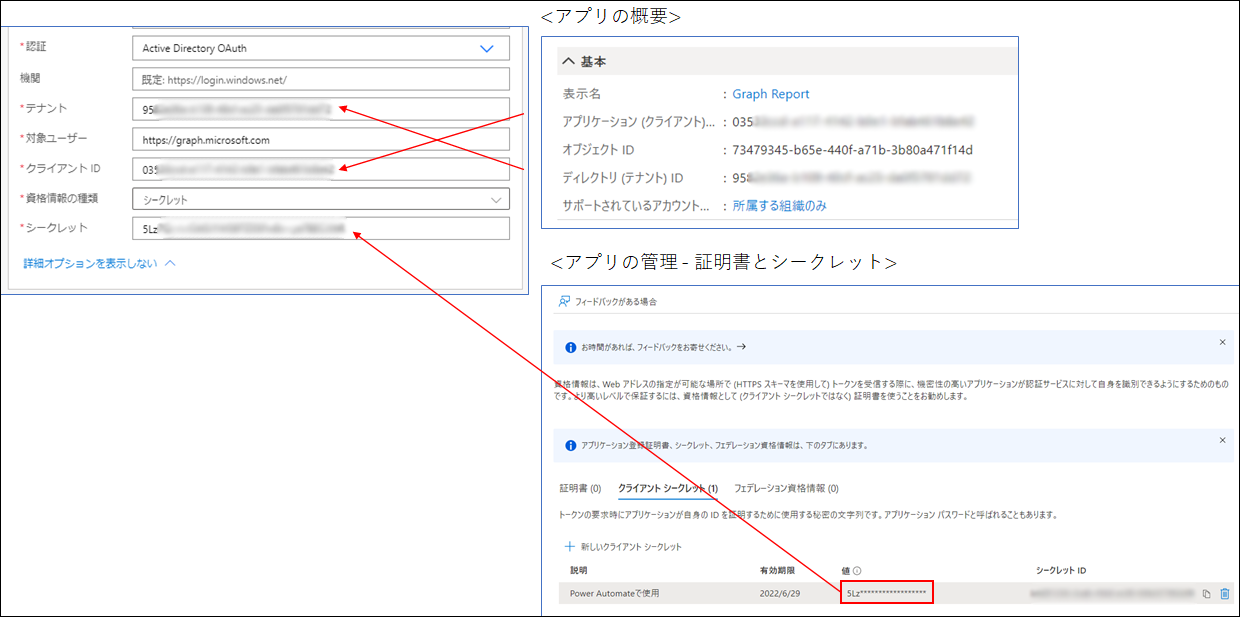 *認証
Active Directory OAuth
機関
既定: https://login.windows.net/
*テナント
958
*対象ユーザー
https://graph.microsoft.com
*クライアント ID
035
*資格情報の種類
シークレット
*シークレット
5Lz
詳細オプションを表示しない
<アプリの概要>
基本
表示名 : Graph Report
アプリケーション (クライアント)... : 035
オブジェクト ID : 73479345-b65e-440f-a71b-3b80a471f14d
ディレクトリ (テナント) ID : 958
サポートされているアカウント... : 所属する組織のみ
<アプリの管理 - 証明書とシークレット>
フィードバックがある場合
お時間があれば、フィードバックをお寄せください。 →
資格情報は、Web アドレスの指定が可能な場所で (HTTPS スキーマを使用して) トークンを受信する際に、機密性の高いアプリケーションが認証サービスに対して自身を識別できるようにするためのもの
です。より高いレベルで保証するには、資格情報として (クライアント シークレットではなく) 証明書を使うことをお勧めします。
アプリケーション登録証明書、シークレット、フェデレーション資格情報は、下のタブにあります。
証明書 (0) クライアント シークレット (1) フェデレーション資格情報 (0)
トークンの要求時にアプリケーションが自身の ID を証明するために使用する秘密の文字列です。アプリケーション パスワードと呼ばれることもあります。
新しいクライアント シークレット
説明 有効期限 値 シークレット ID
Power Automateで使用 2022/6/29 5Lz*****************